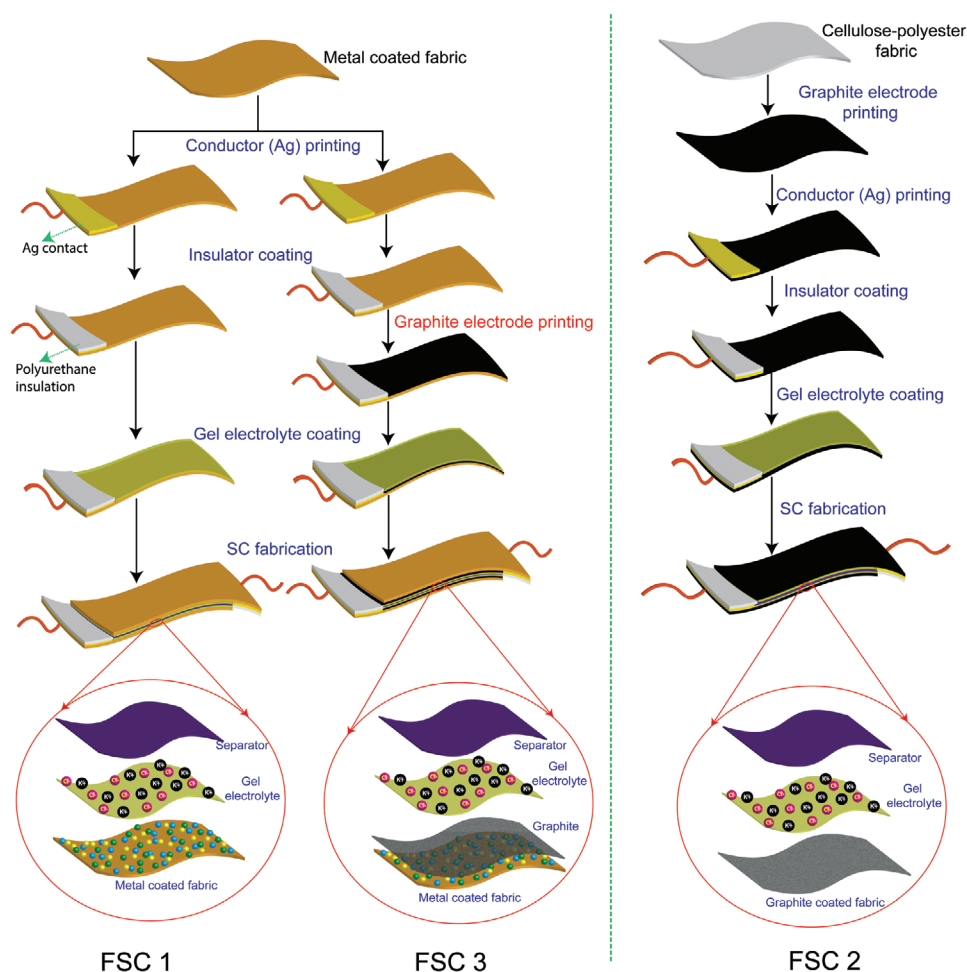 Metal coated fabric
Conductor (Ag) printing
Ag contact
Insulator coating
Graphite electrode printing
Polyurethane
insulation
Gel electrolyte coating
SC fabrication
Separator
Gel
electrolyte
Metal coated fabric
FSC 1
Separator
Gel
electrolyte
Graphite
Metal coated fabric
FSC 3
Cellulose-polyester
fabric
Graphite electrode
printing
Conductor (Ag) printing
Insulator coating
Gel electrolyte coating
SC fabrication
Separator
Gel
electrolyte
Graphite coated fabric
FSC 2